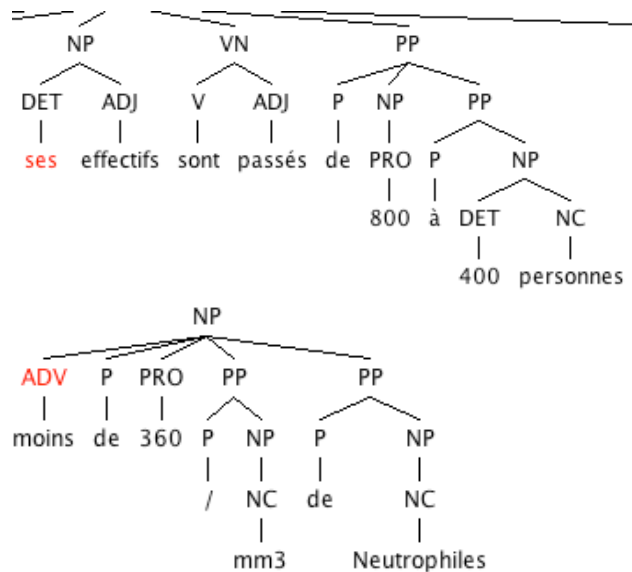 NP VN PP
DET ADJ V ADJ P NP PP
ses effectifs sont passés de PRO P NP
800 à DET NC
400 personnes
NP
ADV P PRO PP PP
moins de 360 P NP P NP
/ NC de NC
mm3 Neutrophiles